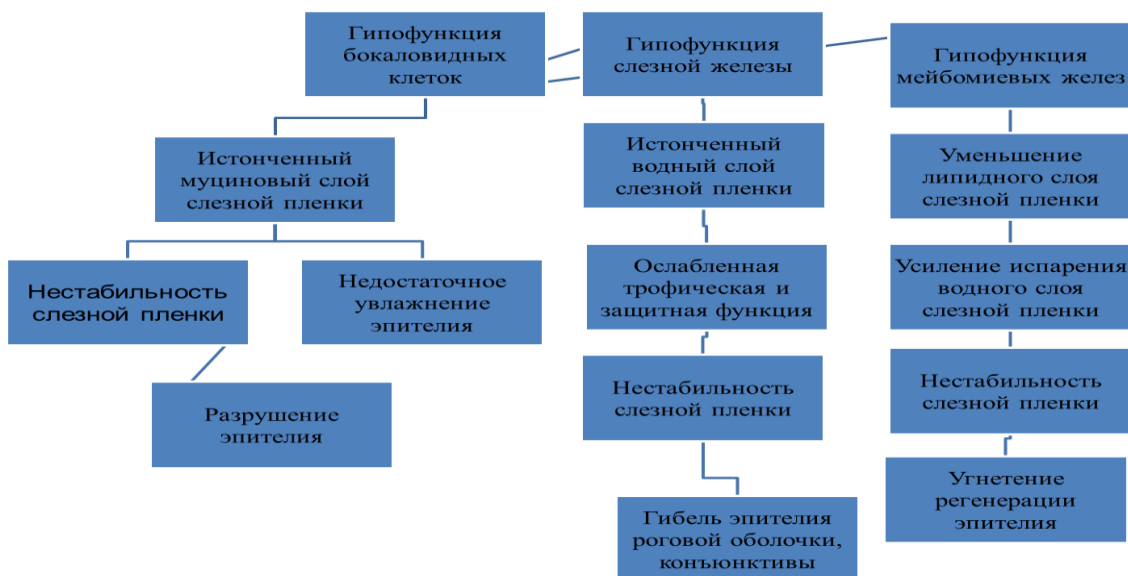 Гипофункция
бокаловидных
клеток
Гипофункция
слезной железы
Гипофункция
мейбомиевых желез
Истонченный
муциновый слой
слезной пленки
Истонченный
водный слой
слезной пленки
Уменьшение
липидного слоя
слезной пленки
Нестабильность
слезной пленки
Недостаточное
увлажнение
эпителия
Ослабленная
трофическая и
защитная функция
Усиление испарения
водного слоя
слезной пленки
Разрушение
эпителия
Нестабильность
слезной пленки
Нестабильность
слезной пленки
Гибель эпителия
роговой оболочки,
конъюнктивы
Угнетение
регенерации
эпителия